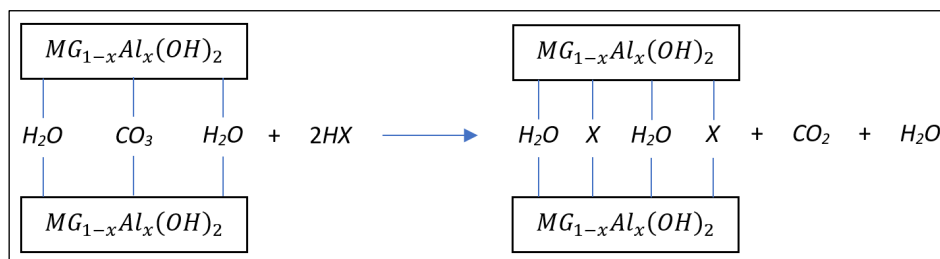 MG₁₋ₓAlₓ(OH)₂ MG₁₋ₓAlₓ(OH)₂
H₂O CO₃ H₂O + 2HX H₂O X H₂O X + CO₂ + H₂O
MG₁₋ₓAlₓ(OH)₂ MG₁₋ₓAlₓ(OH)₂